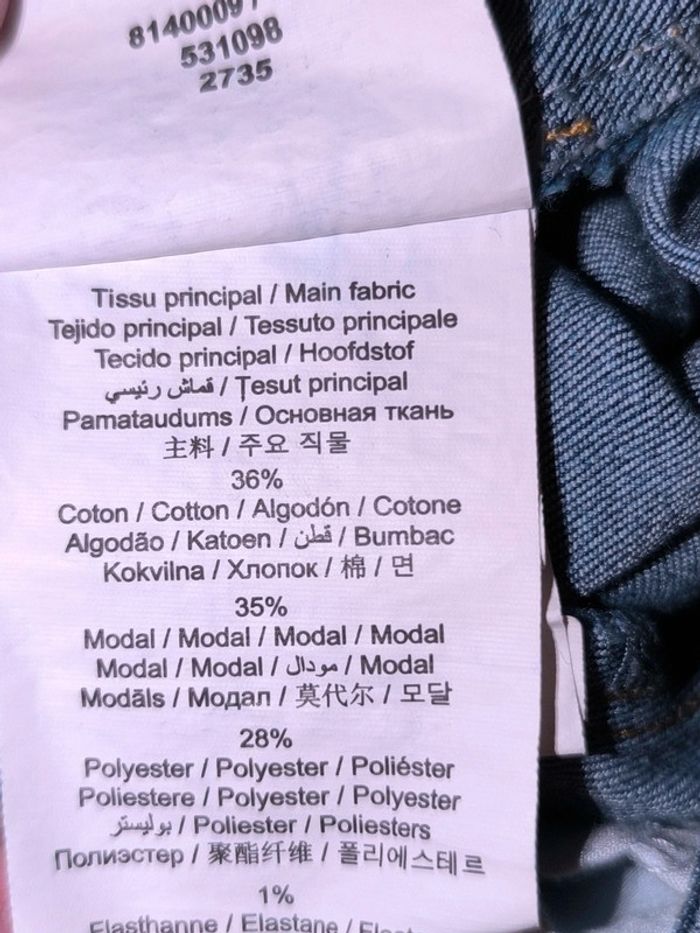 531098
2735
Tissu principal / Main fabric
Tejido principal / Tessuto principale
Tecido principal / Hoofdstof
قماش رئيسي / Țesut principal
Pamataudums / Основная ткань
主料 / 주요 직물
36%
Coton / Cotton / Algodón / Cotone
Algodão / Katoen / قطن / Bumbac
Kokvilna / Хлопок / 棉 / 면
35%
Modal / Modal / Modal / Modal
Modal / Modal / مودال / Modal
Modāls / Модал / 莫代尔 / 모달
28%
Polyester / Polyester / Poliéster
Poliestere / Polyester / Polyester
بوليستر / Poliester / Poliesters
Полиэстер / 聚酯纤维 / 폴리에스테르
1%
Elasthanne / Elastane /